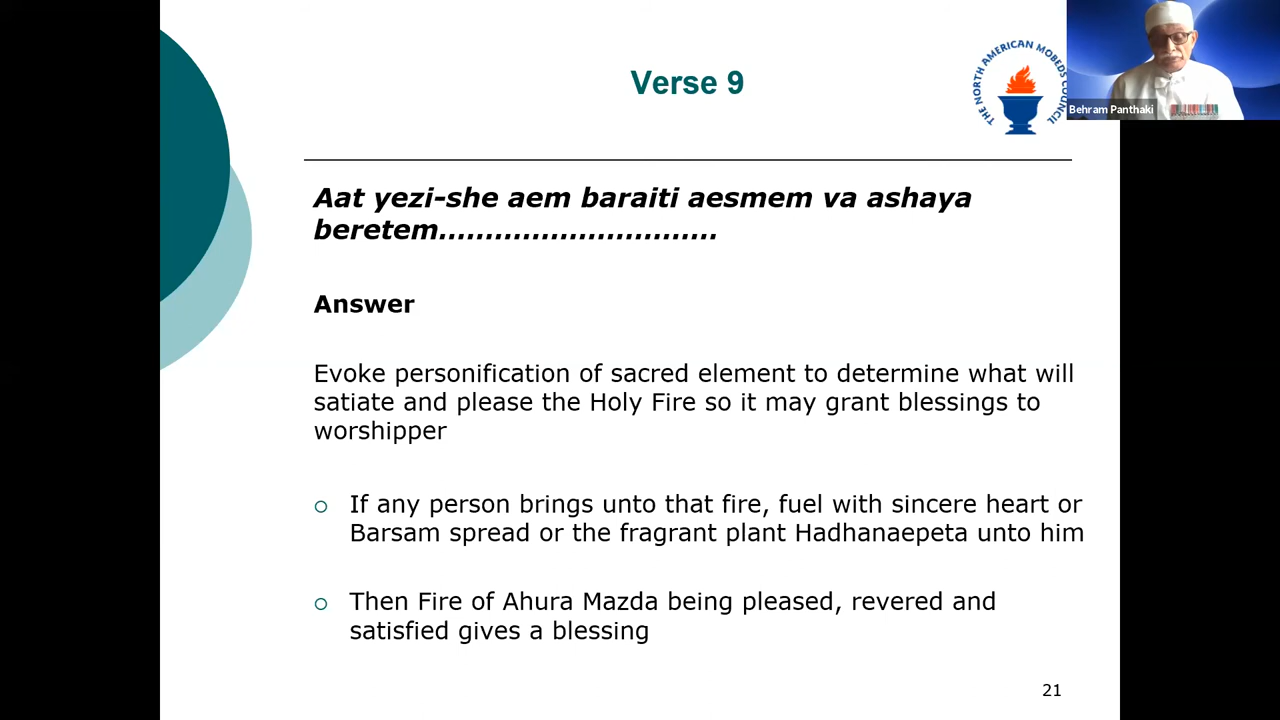 Verse 9
THE NORTH AMERICAN MOBEDS COUNCIL
Behram Panthaki
Aat yezi-she aem baraiti aesmem va ashaya
beretem..............................
Answer
Evoke personification of sacred element to determine what will
satiate and please the Holy Fire so it may grant blessings to
worshipper
If any person brings unto that fire, fuel with sincere heart or
Barsam spread or the fragrant plant Hadhanaepeta unto him
Then Fire of Ahura Mazda being pleased, revered and
satisfied gives a blessing
21